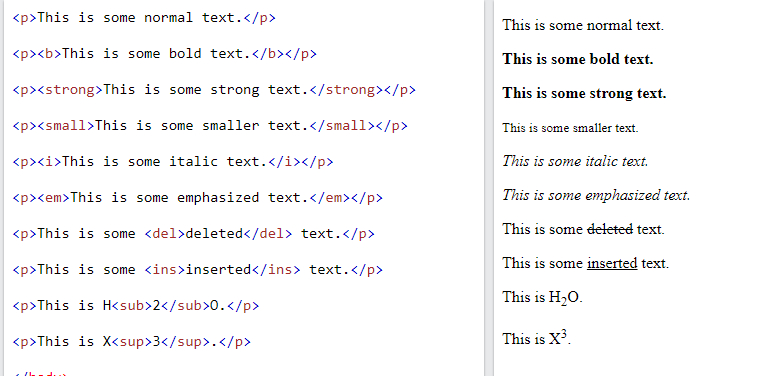 <p>This is some normal text.</p>
<p><b>This is some bold text.</b></p>
<p><strong>This is some strong text.</strong></p>
<p><small>This is some smaller text.</small></p>
<p><i>This is some italic text.</i></p>
<p><em>This is some emphasized text.</em></p>
<p>This is some <del>deleted</del> text.</p>
<p>This is some <ins>inserted</ins> text.</p>
<p>This is H<sub>2</sub>O.</p>
<p>This is X<sup>3</sup>.</p>
This is some normal text.
This is some bold text.
This is some strong text.
This is some smaller text.
This is some italic text.
This is some emphasized text.
This is some deleted text.
This is some inserted text.
This is H₂O.
This is X³.